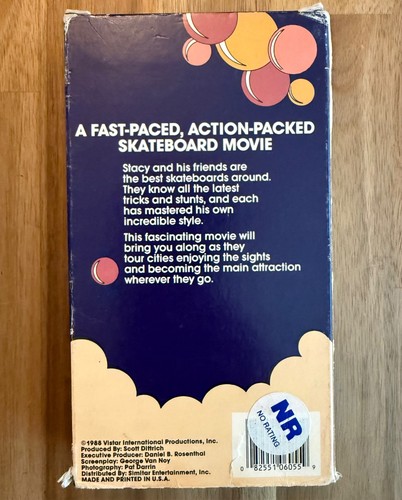 A FAST-PACED, ACTION-PACKED
SKATEBOARD MOVIE
Stacy and his friends are
the best skateboards around.
They know all the latest
tricks and stunts, and each
has mastered his own
incredible style.
This fascinating movie will
bring you along as they
tour cities enjoying the sights
and becoming the main attraction
wherever they go.
©1988 Vistar International Productions, Inc.
Produced By: Scott Dittrich
Executive Producer: Daniel B. Rosenthal
Screenplay: George Van Noy
Photography: Pat Darrin
Distributed By: Simitar Entertainment, Inc.
MADE AND PRINTED IN U.S.A.
NR
NO RATING
0 82551 06055 9